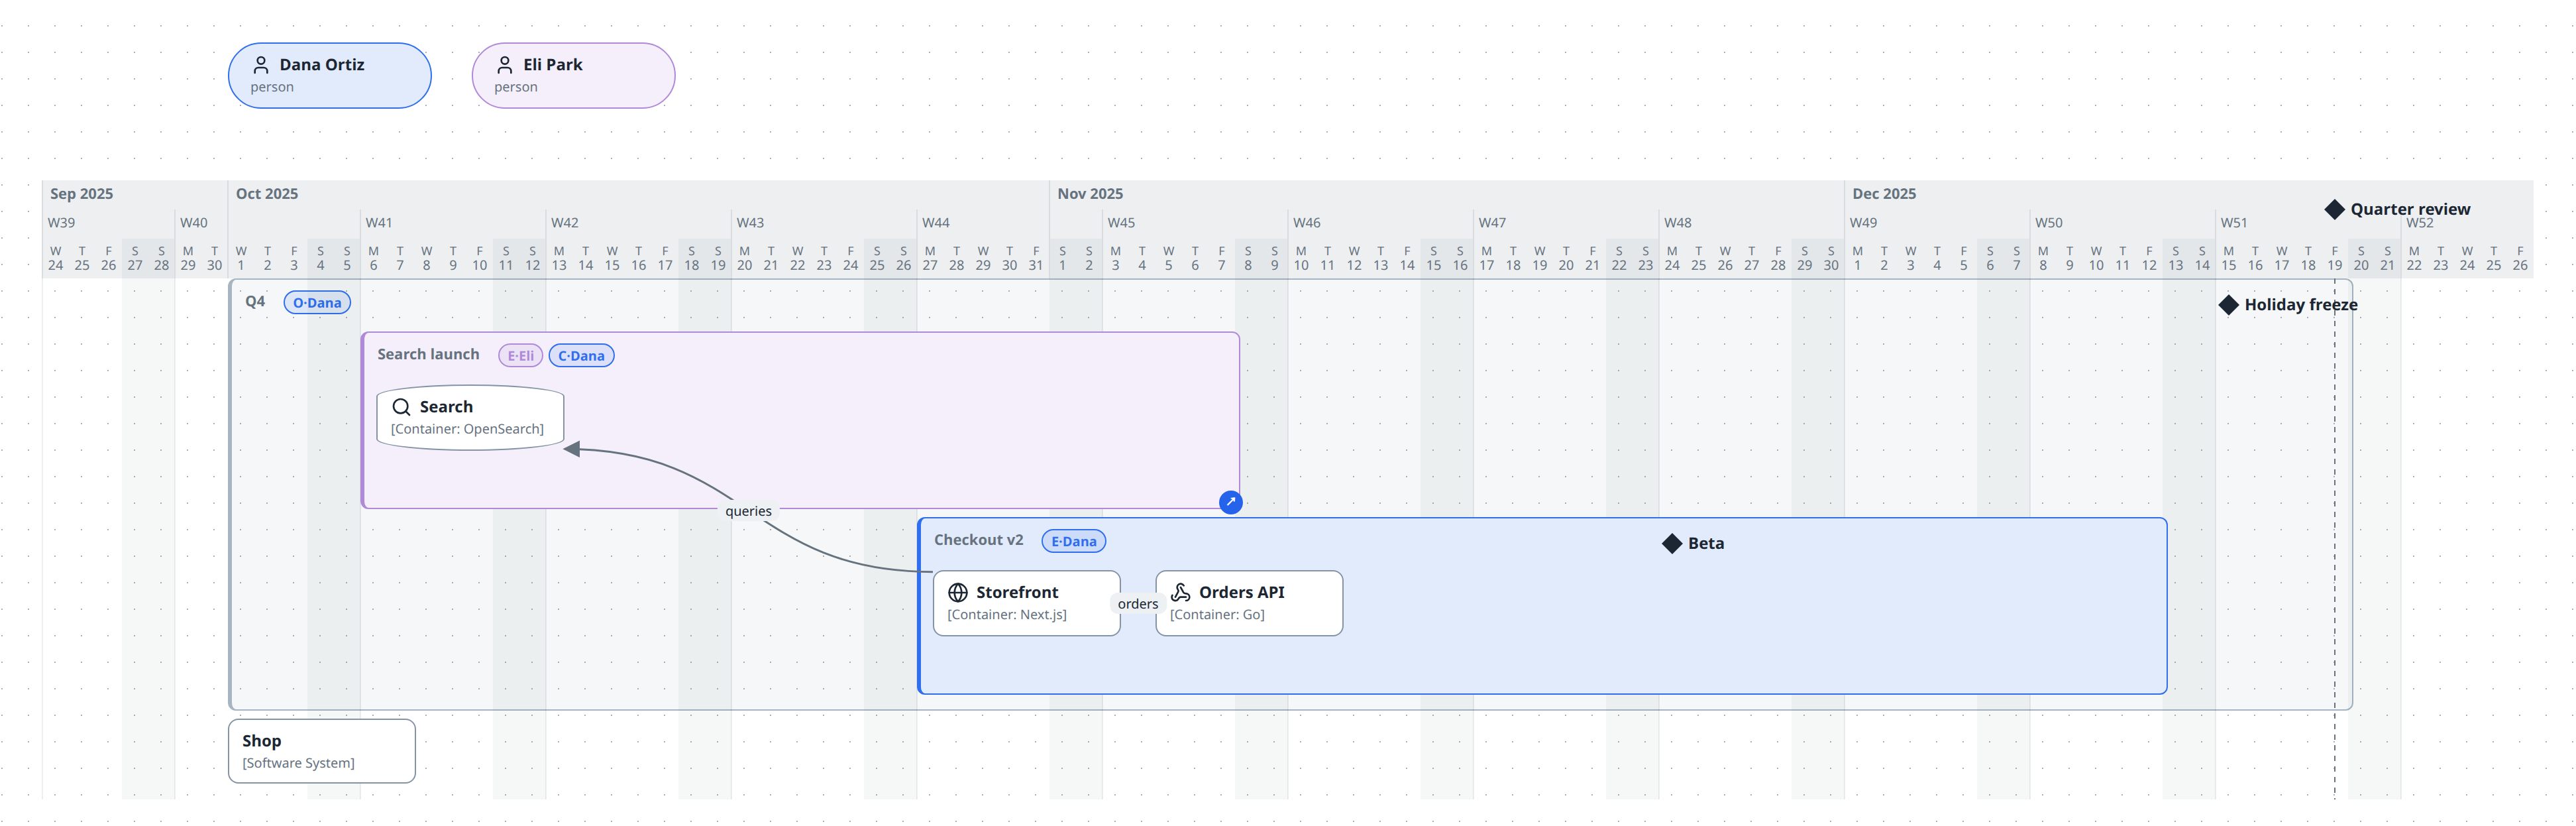 Dana Ortiz
person
Eli Park
person
Sep 2025 Oct 2025 Nov 2025 Dec 2025
Quarter review
W39 W40 W41 W42 W43 W44 W45 W46 W47 W48 W49 W50 W51 W52
W T F S S M T W T F S S M T W T F S S M T W T F S S M T W T F S S M T W T F S S M T W T F S S M T W T F S S M T W T F S S M T W T F S S M T W T F S S M T W T F S S M T W T F S S M T W T F
24 25 26 27 28 29 30 1 2 3 4 5 6 7 8 9 10 11 12 13 14 15 16 17 18 19 20 21 22 23 24 25 26 27 28 29 30 31 1 2 3 4 5 6 7 8 9 10 11 12 13 14 15 16 17 18 19 20 21 22 23 24 25 26 27 28 29 30 1 2 3 4 5 6 7 8 9 10 11 12 13 14 15 16 17 18 19 20 21 22 23 24 25 26
Q4 O·Dana
Holiday freeze
Search launch E·Eli C·Dana
Search
[Container: OpenSearch]
queries
Checkout v2 E·Dana
Beta
Storefront
[Container: Next.js]
orders
Orders API
[Container: Go]
Shop
[Software System]